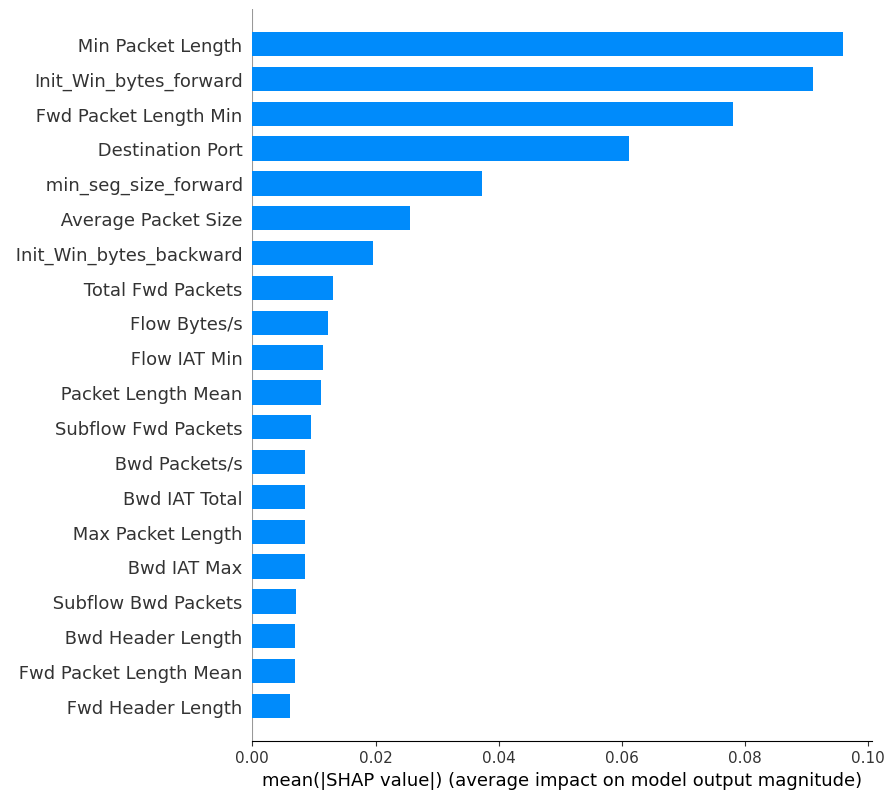 Min Packet Length
Init_Win_bytes_forward
Fwd Packet Length Min
Destination Port
min_seg_size_forward
Average Packet Size
Init_Win_bytes_backward
Total Fwd Packets
Flow Bytes/s
Flow IAT Min
Packet Length Mean
Subflow Fwd Packets
Bwd Packets/s
Bwd IAT Total
Max Packet Length
Bwd IAT Max
Subflow Bwd Packets
Bwd Header Length
Fwd Packet Length Mean
Fwd Header Length
0.00 0.02 0.04 0.06 0.08 0.10
mean(|SHAP value|) (average impact on model output magnitude)